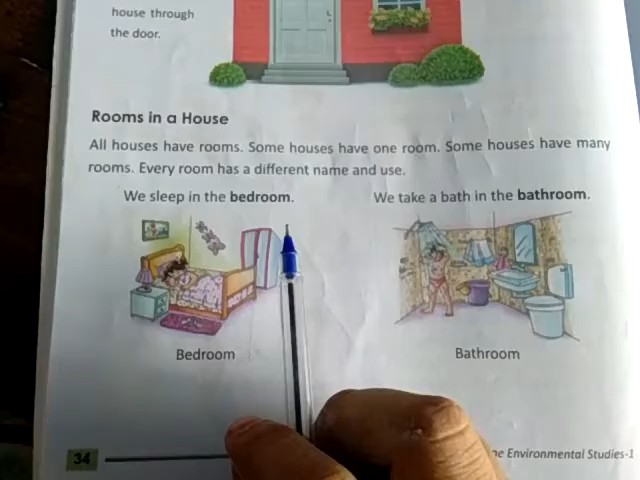 house through
the door.
Rooms in a House
All houses have rooms. Some houses have one room. Some houses have many
rooms. Every room has a different name and use.
We sleep in the bedroom.
We take a bath in the bathroom.
Bedroom
Bathroom
34
Environmental Studies-1